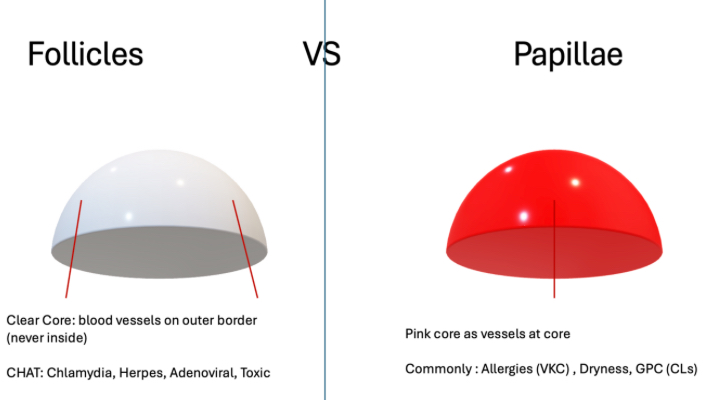 Follicles
VS
Papillae
Clear Core: blood vessels on outer border
(never inside)
CHAT: Chlamydia, Herpes, Adenoviral, Toxic
Pink core as vessels at core
Commonly : Allergies (VKC) , Dryness, GPC (CLs)